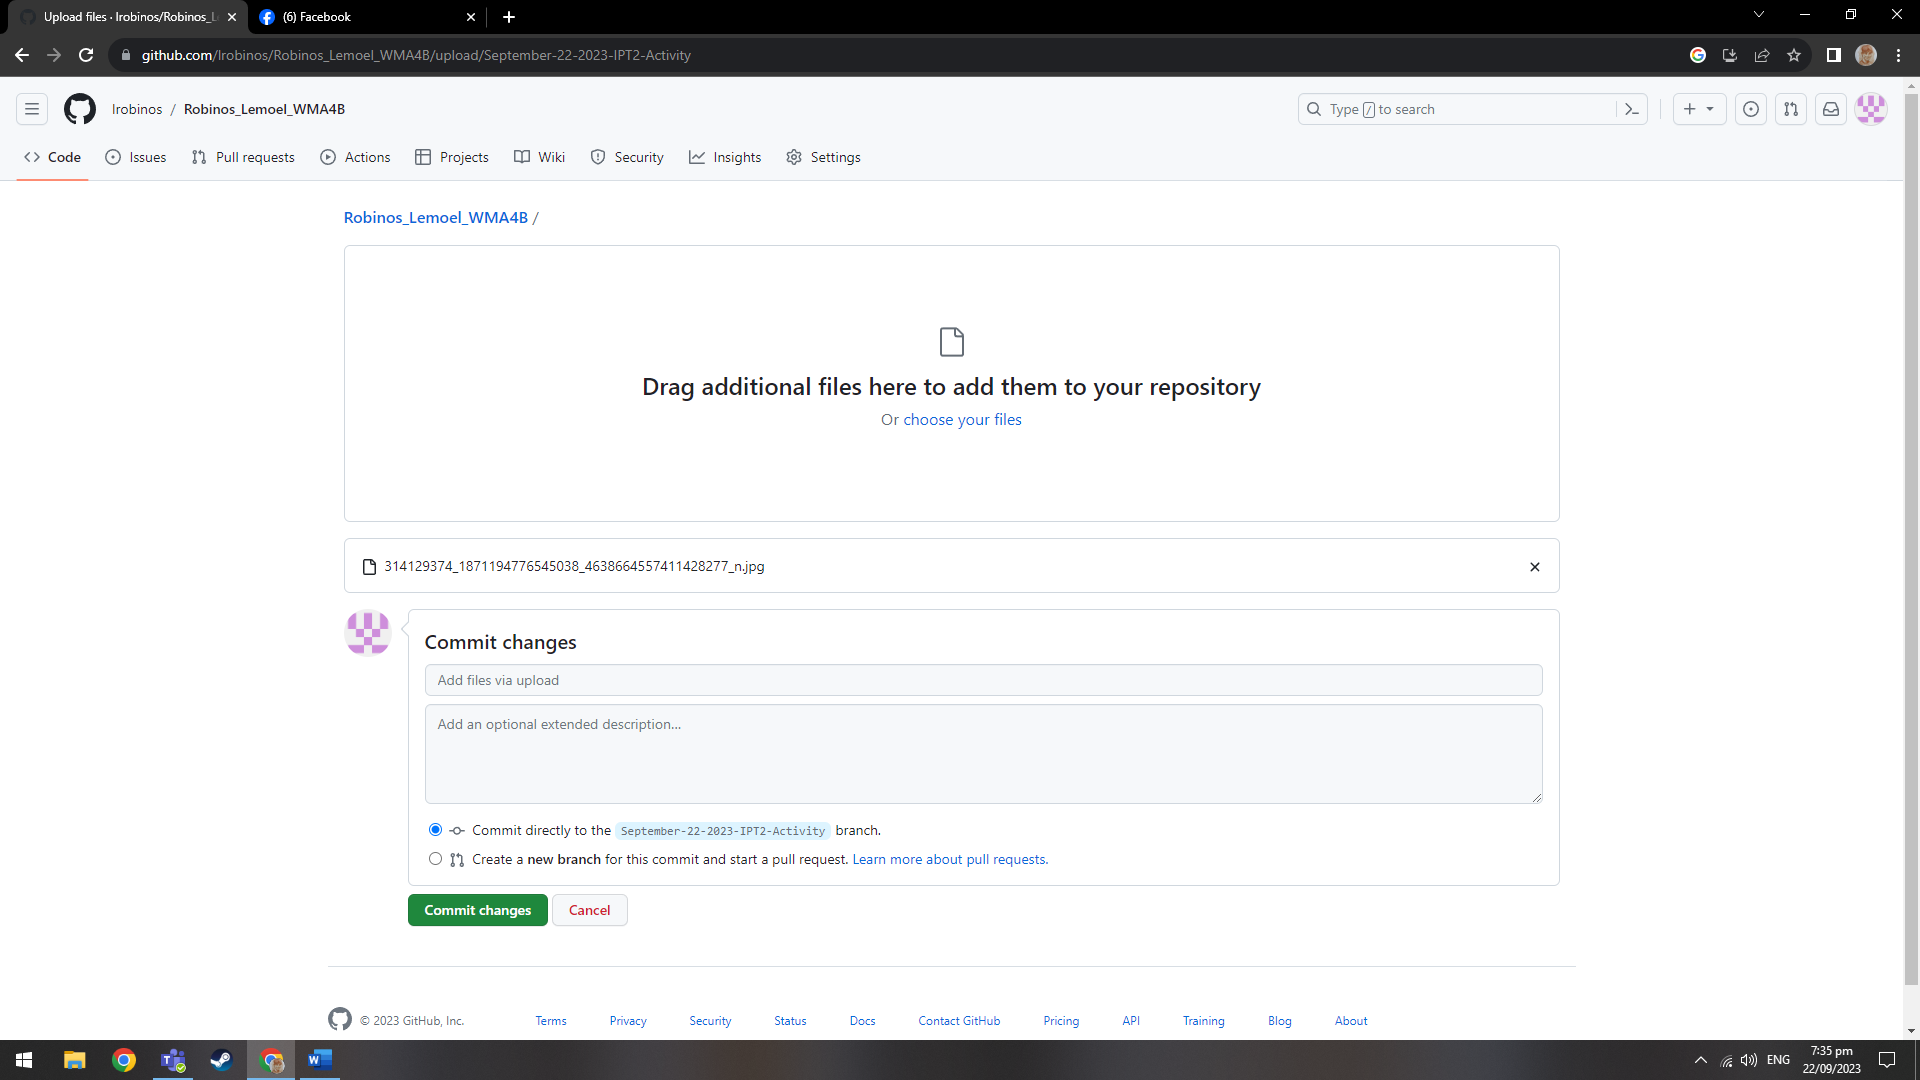 Upload files · lrobinos/Robinos_L
(6) Facebook
github.com/lrobinos/Robinos_Lemoel_WMA4B/upload/September-22-2023-IPT2-Activity
lrobinos / Robinos_Lemoel_WMA4B
Type / to search
Code
Issues
Pull requests
Actions
Projects
Wiki
Security
Insights
Settings
Robinos_Lemoel_WMA4B /
Drag additional files here to add them to your repository
Or choose your files
314129374_1871194776545038_4638664557411428277_n.jpg
Commit changes
Add files via upload
Add an optional extended description...
Commit directly to the September-22-2023-IPT2-Activity branch.
Create a new branch for this commit and start a pull request. Learn more about pull requests.
Commit changes
Cancel
© 2023 GitHub, Inc.
Terms
Privacy
Security
Status
Docs
Contact GitHub
Pricing
API
Training
Blog
About
ENG
7:35 pm
22/09/2023